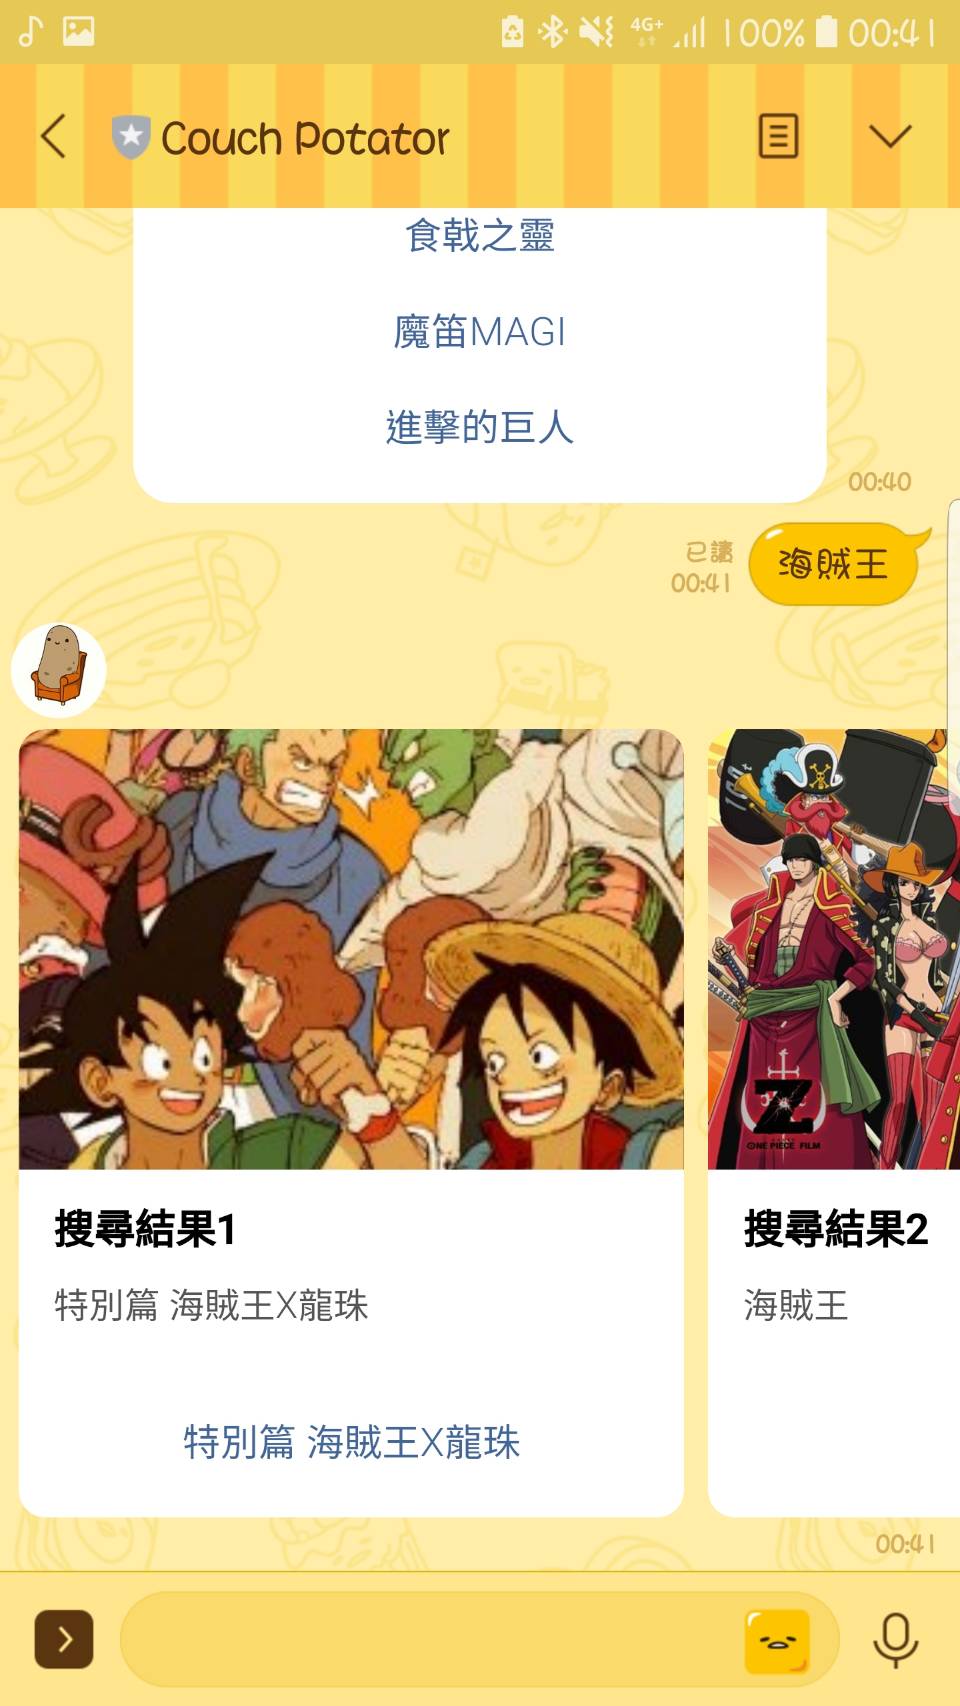 4G+ 100% 00:41
Couch Potator
食戟之靈
魔笛MAGI
進擊的巨人
00:40
已讀
00:41
海賊王
Z
ONE PIECE FILM
搜尋結果1
特別篇 海賊王X龍珠
特別篇 海賊王X龍珠
搜尋結果2
海賊王
00:41